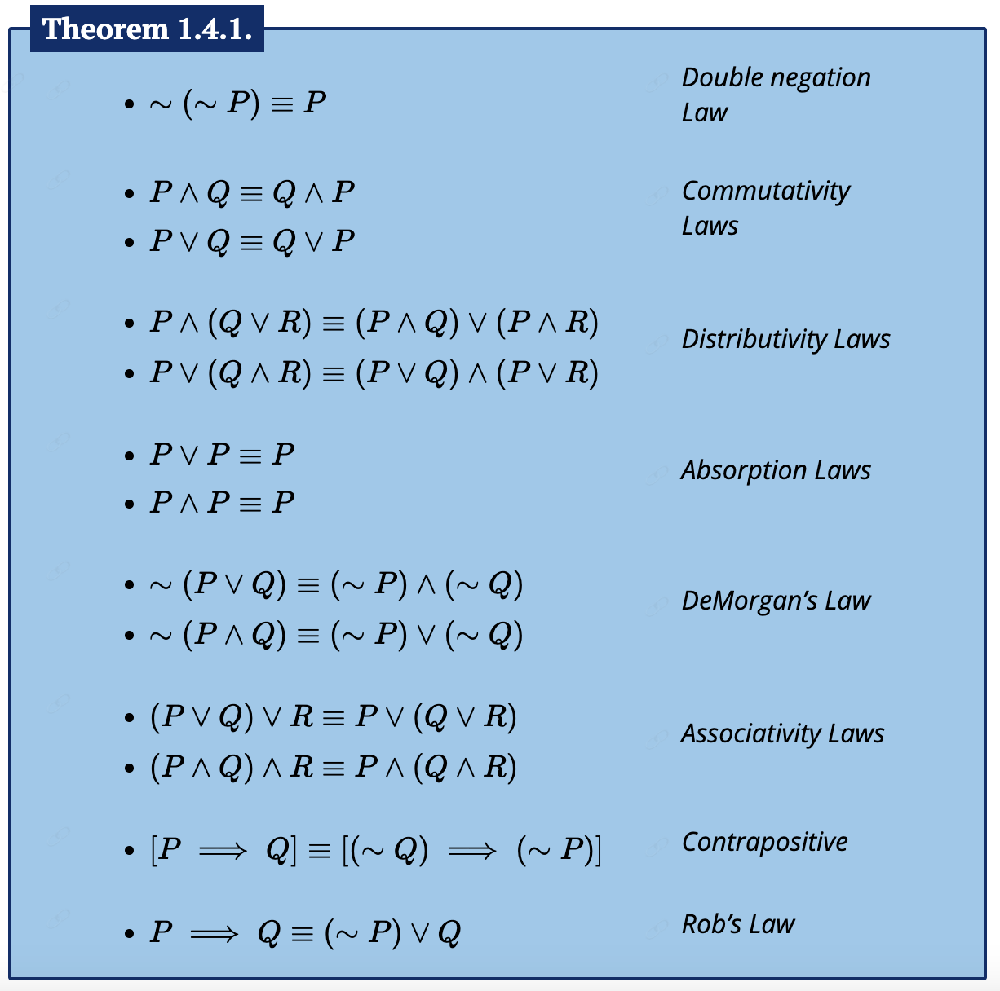 Theorem 1.4.1.
• ∼ (∼ P) ≡ P
Double negation
Law
• P ∧ Q ≡ Q ∧ P
• P ∨ Q ≡ Q ∨ P
Commutativity
Laws
• P ∧ (Q ∨ R) ≡ (P ∧ Q) ∨ (P ∧ R)
• P ∨ (Q ∧ R) ≡ (P ∨ Q) ∧ (P ∨ R)
Distributivity Laws
• P ∨ P ≡ P
• P ∧ P ≡ P
Absorption Laws
• ∼ (P ∨ Q) ≡ (∼ P) ∧ (∼ Q)
• ∼ (P ∧ Q) ≡ (∼ P) ∨ (∼ Q)
DeMorgan’s Law
• (P ∨ Q) ∨ R ≡ P ∨ (Q ∨ R)
• (P ∧ Q) ∧ R ≡ P ∧ (Q ∧ R)
Associativity Laws
• [P ⟹ Q] ≡ [(∼ Q) ⟹ (∼ P)]
Contrapositive
• P ⟹ Q ≡ (∼ P) ∨ Q
Rob’s Law